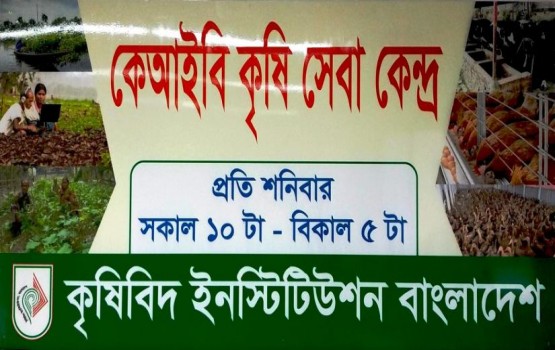 কেআইবি কৃষি সেবা কেন্দ্র
প্রতি শনিবার
সকাল ১০ টা - বিকাল ৫ টা
কৃষিবিদ ইনস্টিটিউশন বাংলাদেশ